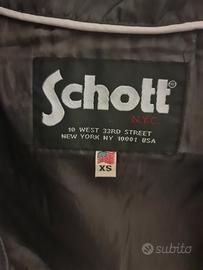 Schott
N.Y.C.
10 WEST 33RD STREET
NEW YORK NY 10001 USA
XS
subito